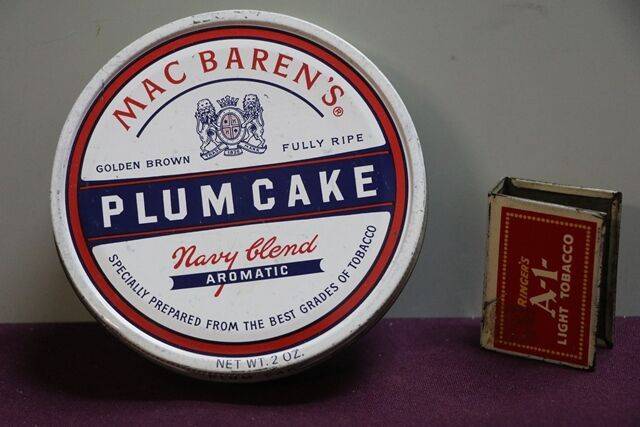 MAC BAREN'S®
GOLDEN BROWN
FULLY RIPE
PLUMCAKE
Navy blend
AROMATIC
SPECIALLY PREPARED FROM THE BEST GRADES OF TOBACCO
NET WT. 2 OZ.
RINGER'S
A-1-
LIGHT TOBACCO